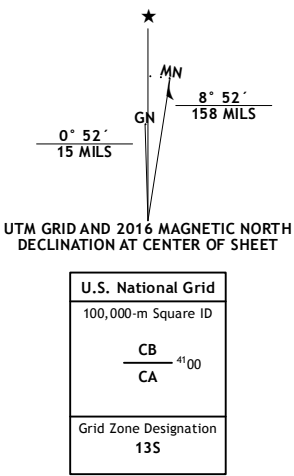 ★
MN
GN
8° 52´
158 MILS
0° 52´
15 MILS
UTM GRID AND 2016 MAGNETIC NORTH
DECLINATION AT CENTER OF SHEET
U.S. National Grid
100,000-m Square ID
CB
4100
CA
Grid Zone Designation
13S